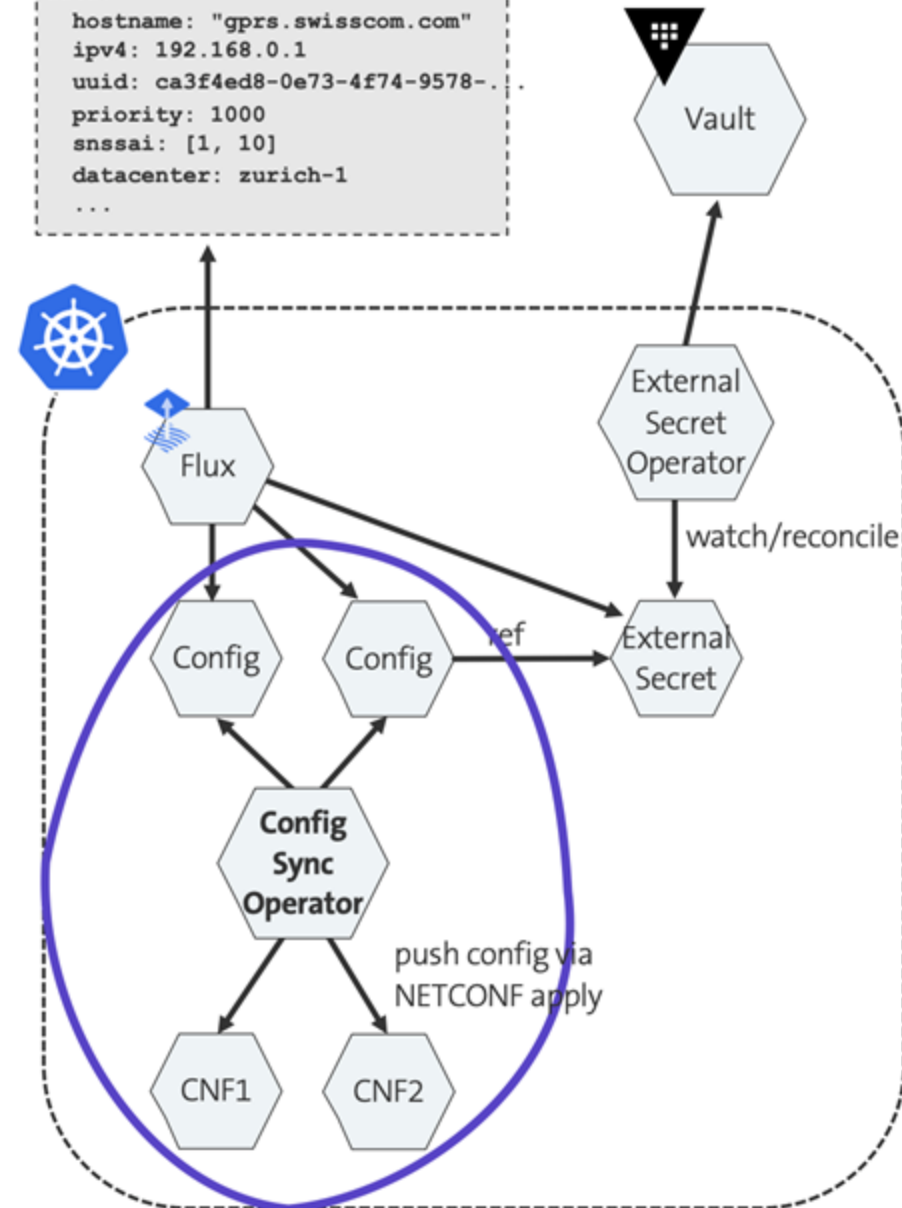 hostname: "gprs.swisscom.com"
ipv4: 192.168.0.1
uuid: ca3f4ed8-0e73-4f74-9578-...
priority: 1000
snssai: [1, 10]
datacenter: zurich-1
...
Vault
External
Secret
Operator
Flux
watch/reconcile
Config
Config
ref
External
Secret
Config
Sync
Operator
push config via
NETCONF apply
CNF1
CNF2